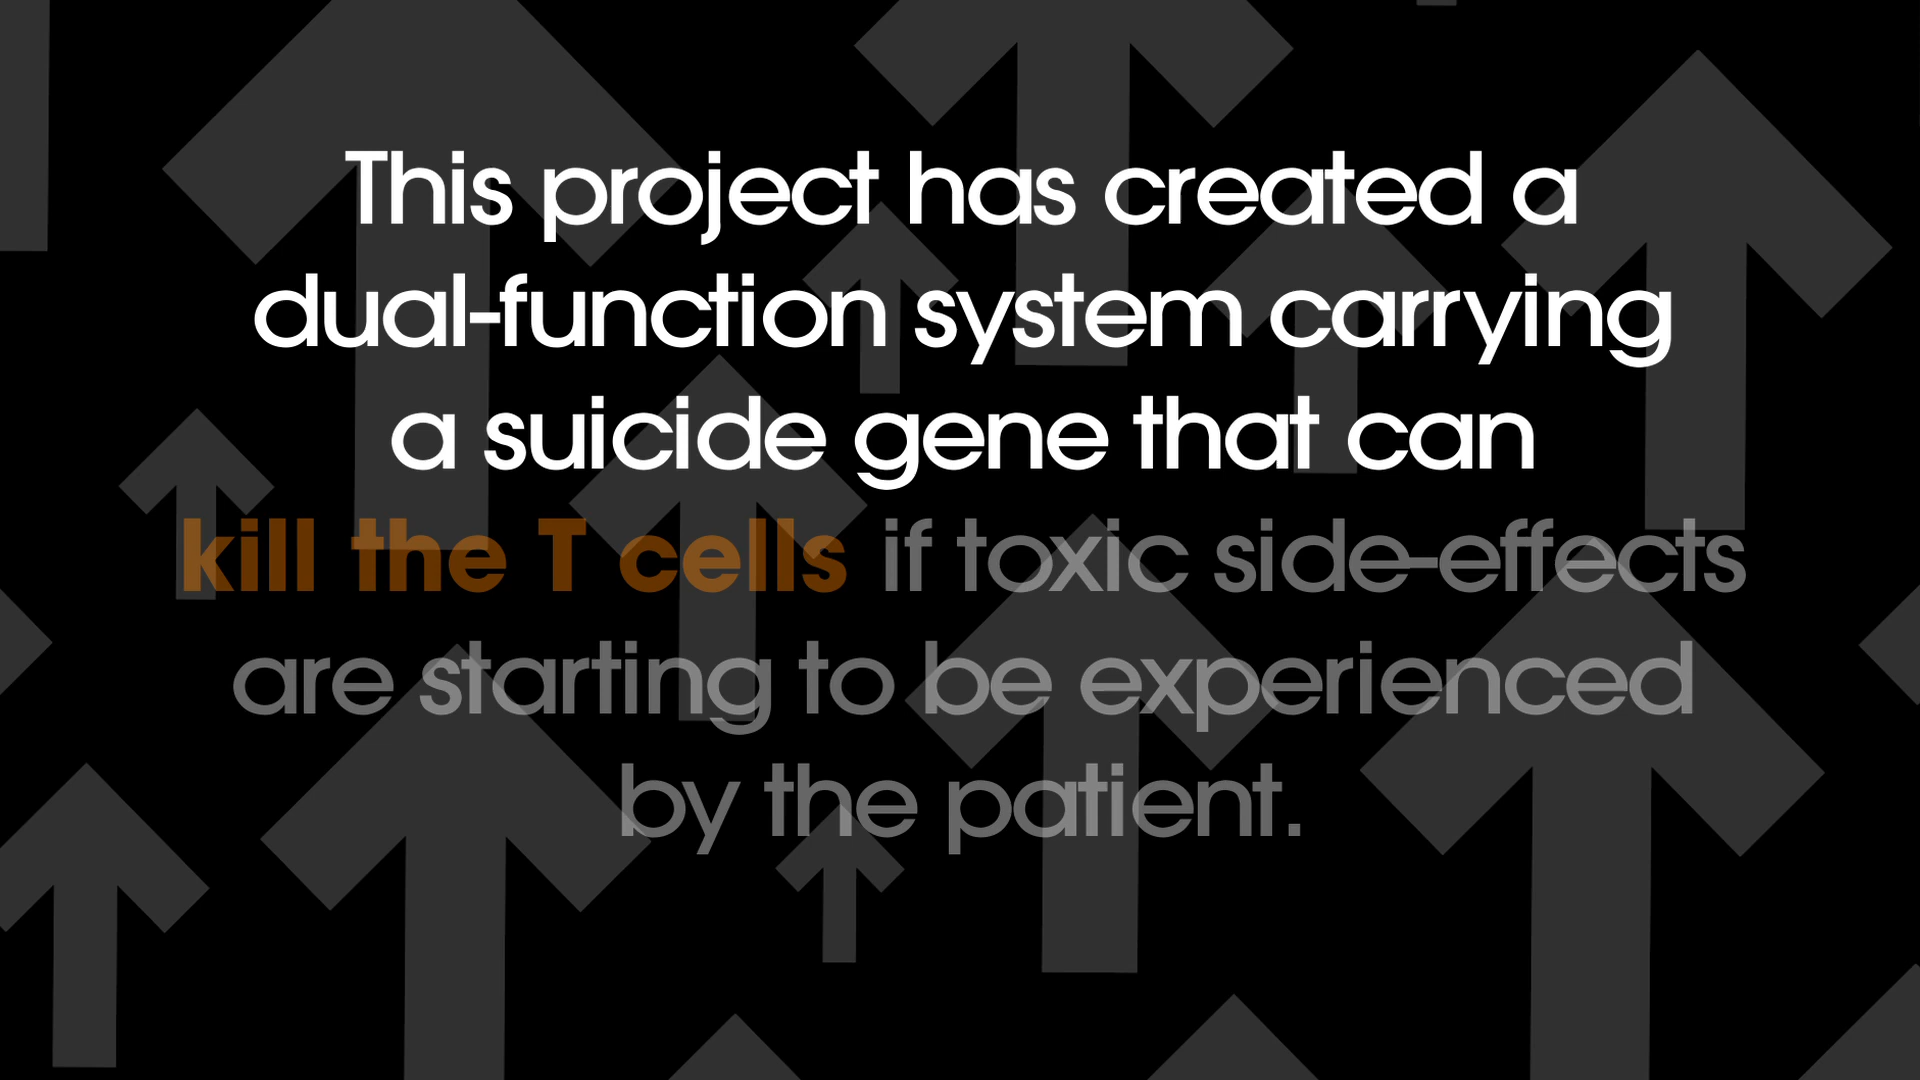 This project has created a
dual-function system carrying
a suicide gene that can
kill the T cells if toxic side-effects
are starting to be experienced
by the patient.